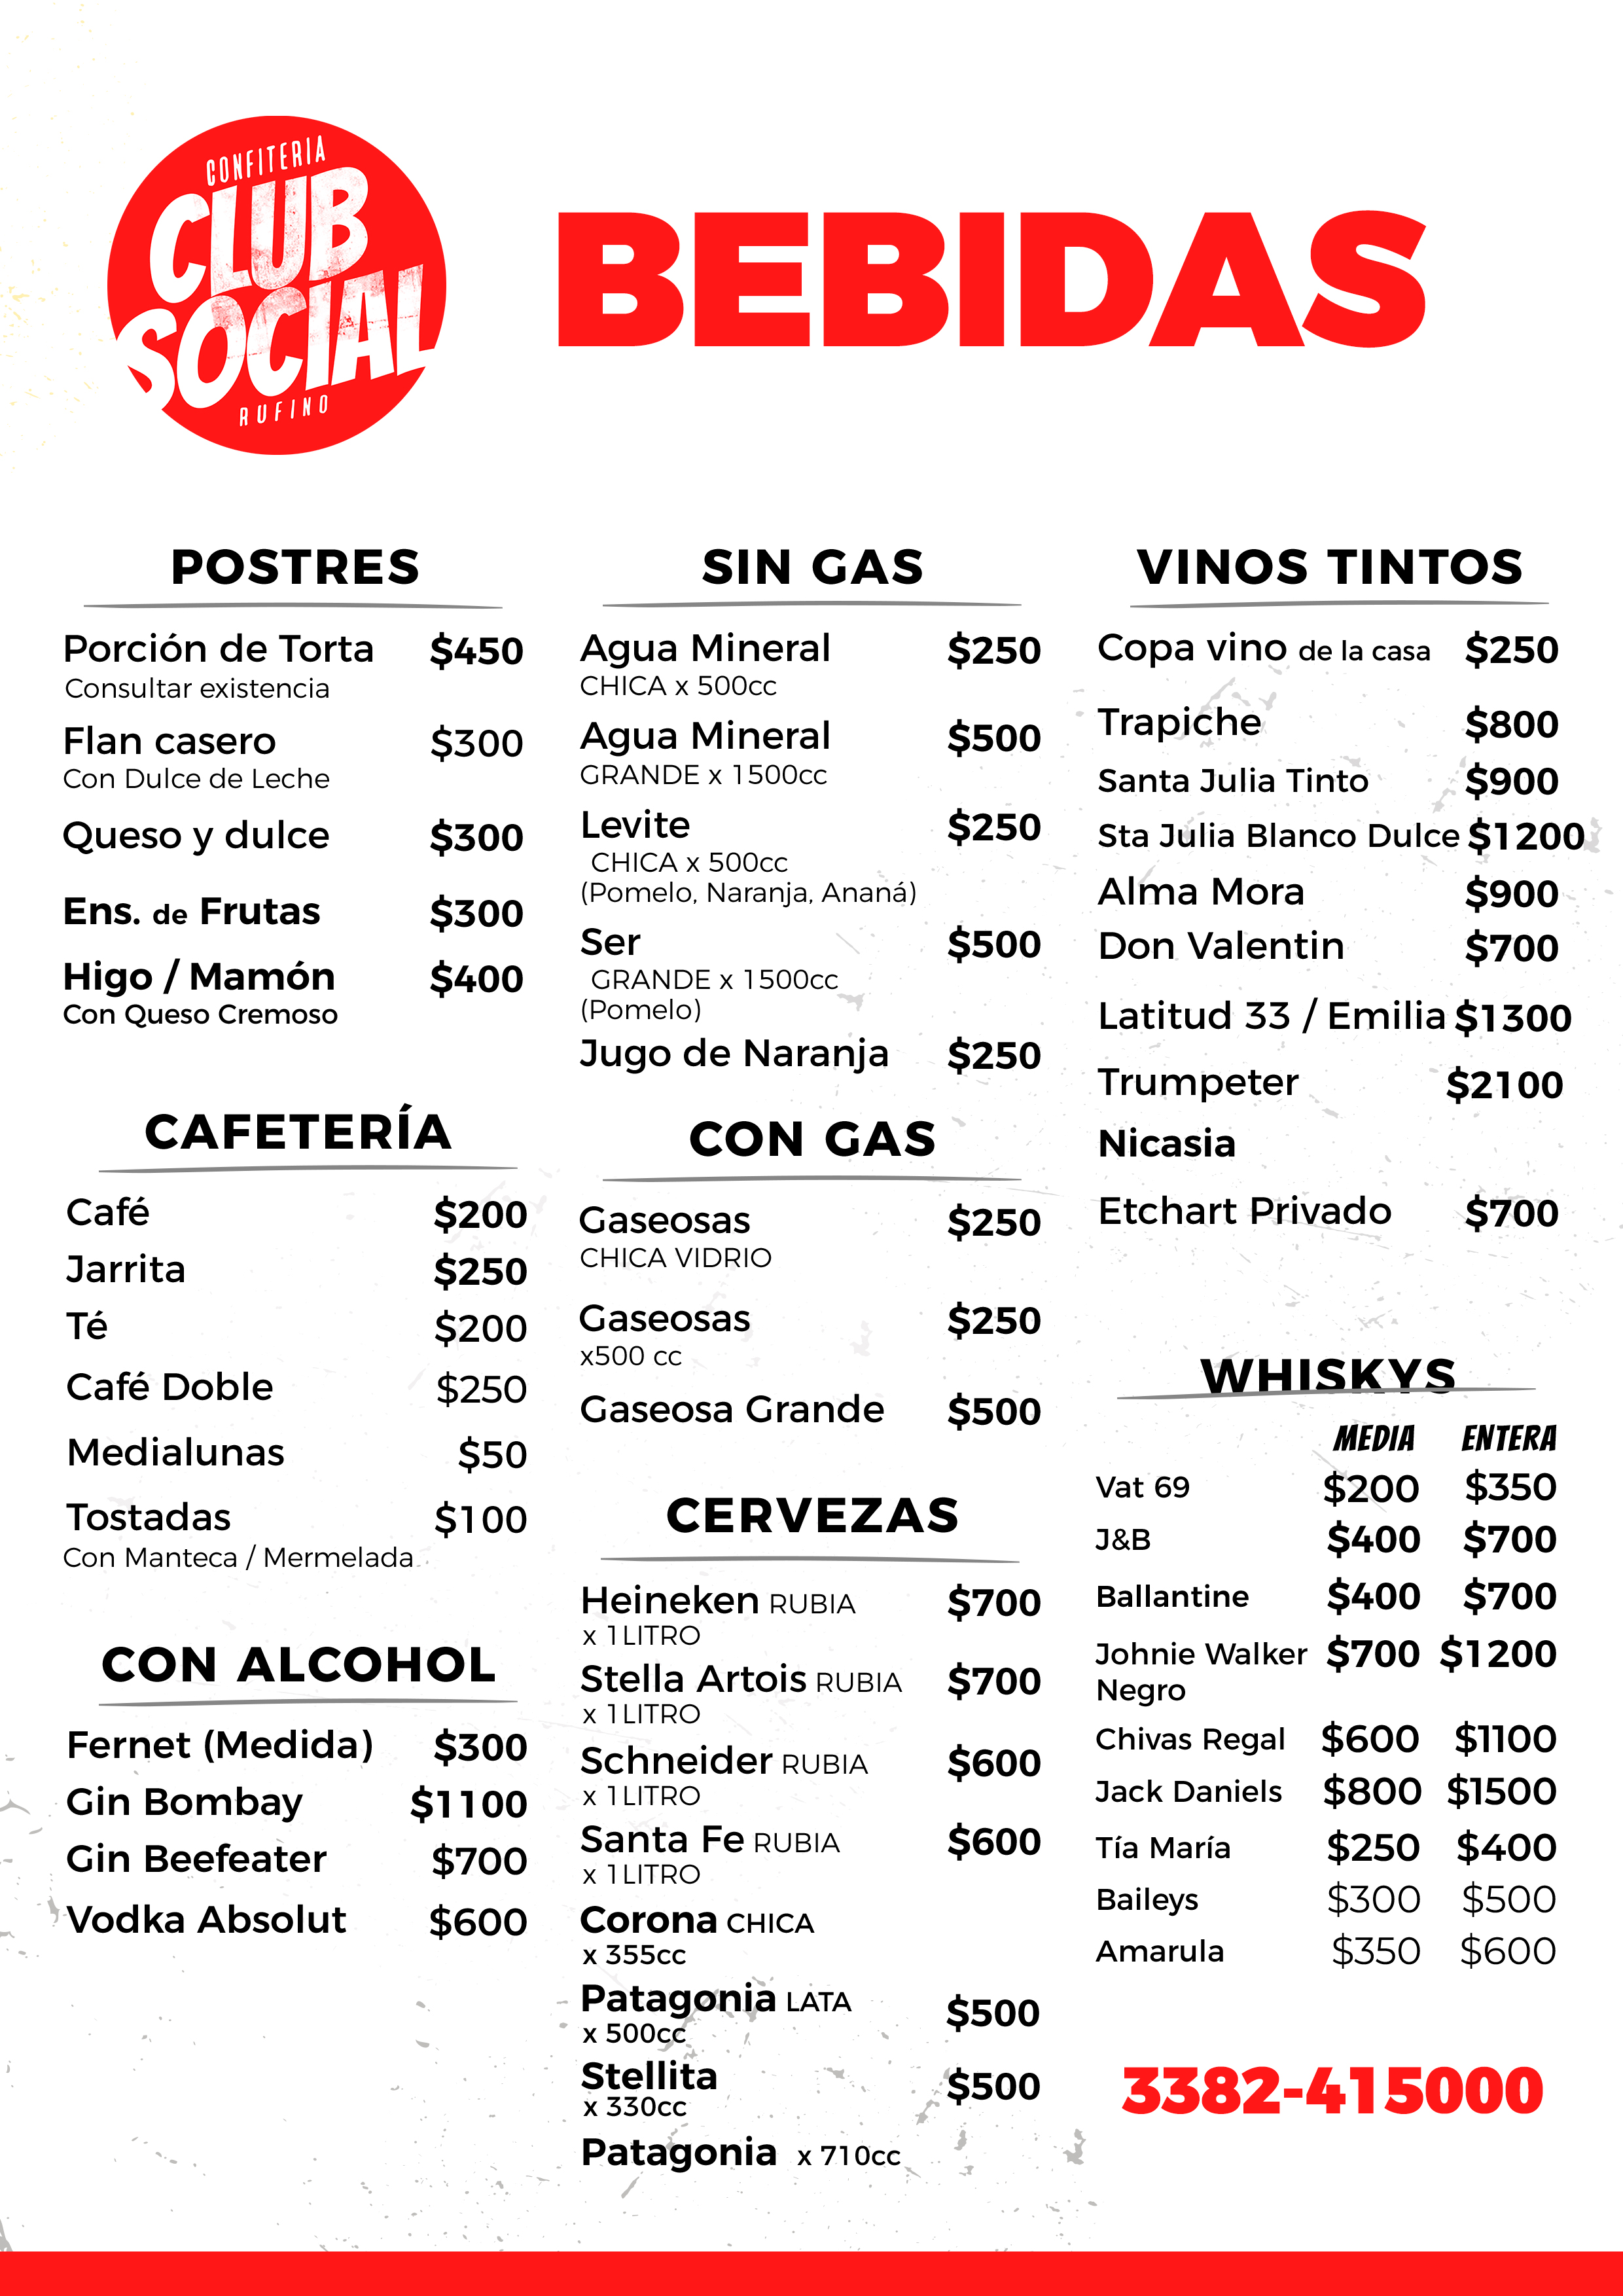 CONFITERIA
CLUB
SOCIAL
RUFINO
BEBIDAS
POSTRES
Porción de Torta $450
Consultar existencia
Flan casero $300
Con Dulce de Leche
Queso y dulce $300
Ens. de Frutas $300
Higo / Mamón $400
Con Queso Cremoso
CAFETERÍA
Café $200
Jarrita $250
Té $200
Café Doble $250
Medialunas $50
Tostadas $100
Con Manteca / Mermelada
CON ALCOHOL
Fernet (Medida) $300
Gin Bombay $1100
Gin Beefeater $700
Vodka Absolut $600
SIN GAS
Agua Mineral $250
CHICA x 500cc
Agua Mineral $500
GRANDE x 1500cc
Levite $250
CHICA x 500cc
(Pomelo, Naranja, Ananá)
Ser $500
GRANDE x 1500cc
(Pomelo)
Jugo de Naranja $250
CON GAS
Gaseosas $250
CHICA VIDRIO
Gaseosas $250
x500 cc
Gaseosa Grande $500
CERVEZAS
Heineken RUBIA $700
x 1 LITRO
Stella Artois RUBIA $700
x 1 LITRO
Schneider RUBIA $600
x 1 LITRO
Santa Fe RUBIA $600
x 1 LITRO
Corona CHICA
x 355cc
Patagonia LATA $500
x 500cc
Stellita $500
x 330cc
Patagonia x 710cc
VINOS TINTOS
Copa vino de la casa $250
Trapiche $800
Santa Julia Tinto $900
Sta Julia Blanco Dulce $1200
Alma Mora $900
Don Valentin $700
Latitud 33 / Emilia $1300
Trumpeter $2100
Nicasia
Etchart Privado $700
WHISKYS
MEDIA ENTERA
Vat 69 $200 $350
J&B $400 $700
Ballantine $400 $700
Johnie Walker $700 $1200
Negro
Chivas Regal $600 $1100
Jack Daniels $800 $1500
Tía María $250 $400
Baileys $300 $500
Amarula $350 $600
3382-415000